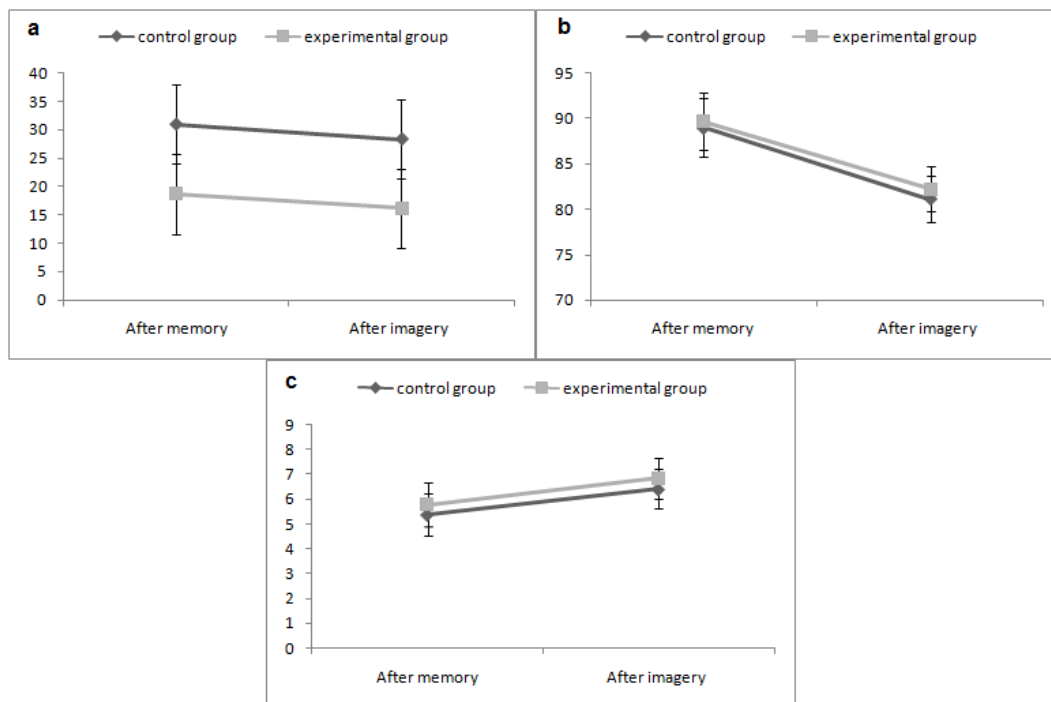 a
control group experimental group
40
35
30
25
20
15
10
5
0
After memory After imagery
b
control group experimental group
95
90
85
80
75
70
After memory After imagery
c
control group experimental group
9
8
7
6
5
4
3
2
1
0
After memory After imagery